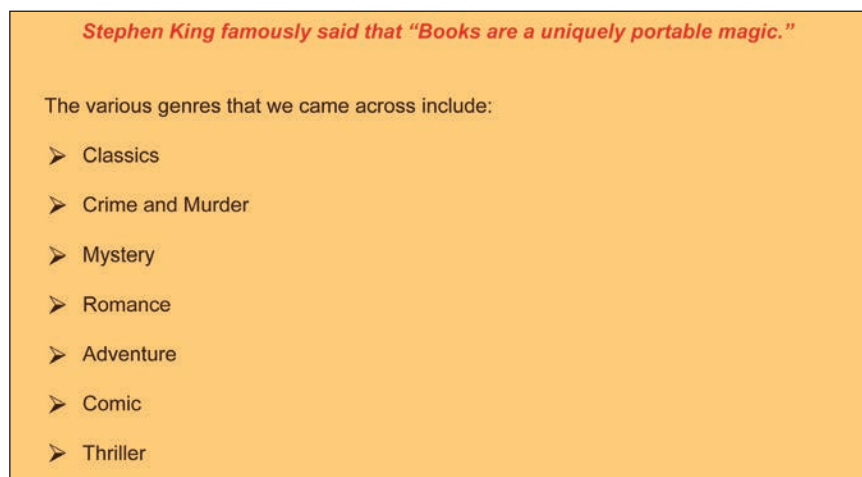 Stephen King famously said that “Books are a uniquely portable magic.”
The various genres that we came across include:
➢ Classics
➢ Crime and Murder
➢ Mystery
➢ Romance
➢ Adventure
➢ Comic
➢ Thriller